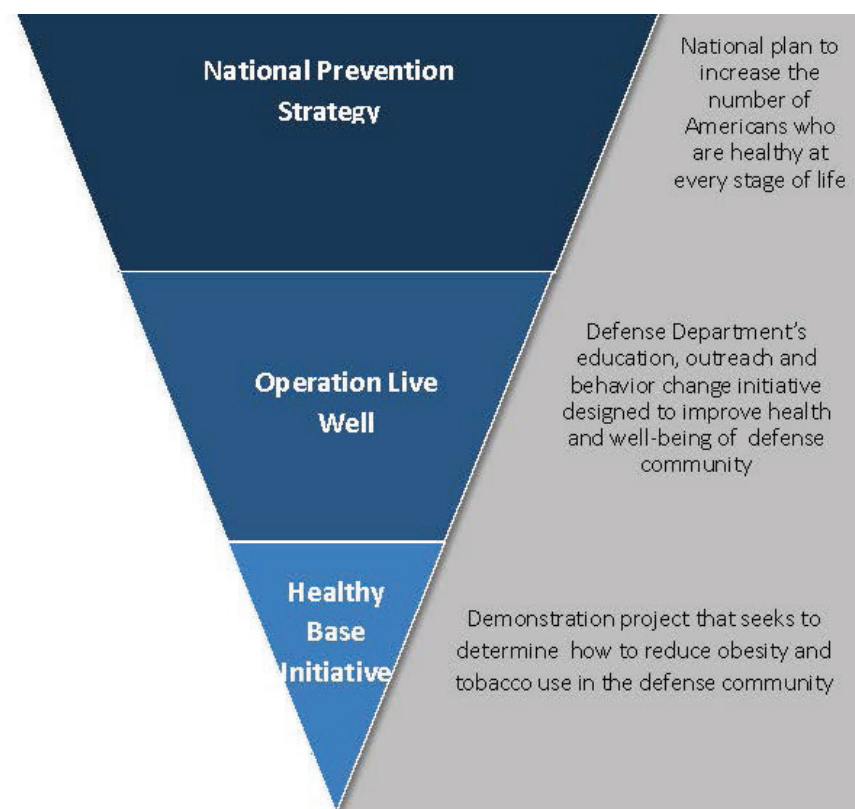 National Prevention
Strategy
National plan to
increase the
number of
Americans who
are healthy at
every stage of life
Operation Live
Well
Defense Department's
education, outreach and
behavior change initiative
designed to improve health
and well-being of defense
community
Healthy
Base
Initiative
Demonstration project that seeks to
determine how to reduce obesity and
tobacco use in the defense community